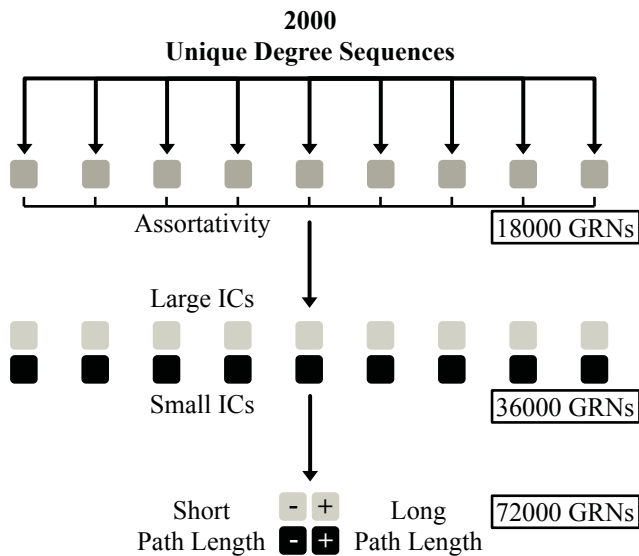 2000
Unique Degree Sequences
Assortativity
18000 GRNs
Large ICs
Small ICs
36000 GRNs
- +
Short
Path Length
- +
Long
Path Length
72000 GRNs